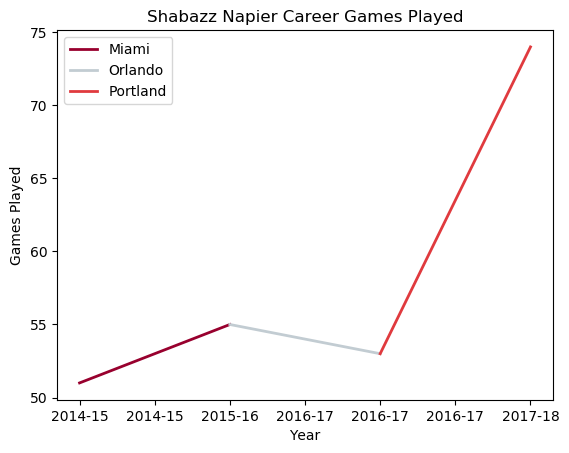 Shabazz Napier Career Games Played
75
70
65
60
55
50
Games Played
Miami
Orlando
Portland
2014-15 2014-15 2015-16 2016-17 2016-17 2016-17 2017-18
Year